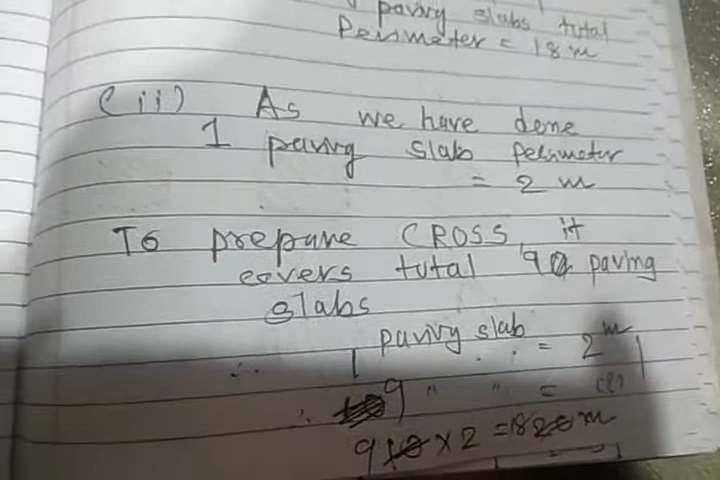 paving slabs total
Perimeter = 18 m
(ii) As we have done
1 paving slab perimeter
= 2 m
To prepare CROSS, it
covers total 9 paving
slabs
∴ 1 paving slab = 2 m
∴ 9 " " = (?)
9 × 2 = 18 m